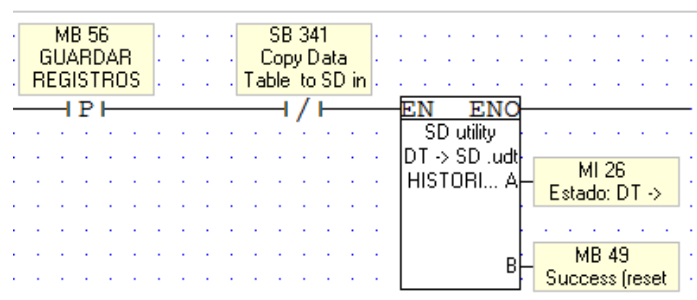 MB 56
GUARDAR
REGISTROS
SB 341
Copy Data
Table to SD in
P
EN ENO
SD utility
DT -> SD .udt
HISTORI... A
MI 26
Estado: DT ->
B
MB 49
Success (reset